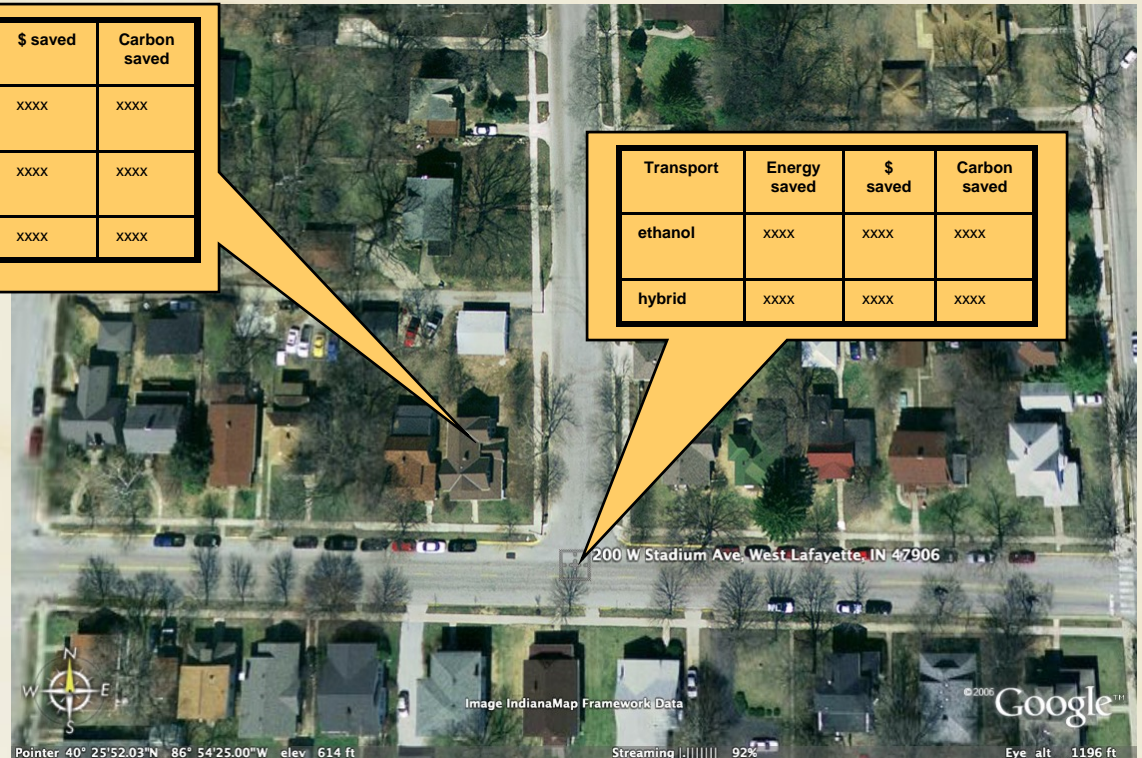 $ saved Carbon saved
xxxx xxxx
xxxx xxxx
xxxx xxxx
Transport Energy saved $ saved Carbon saved
ethanol xxxx xxxx xxxx
hybrid xxxx xxxx xxxx
200 W Stadium Ave, West Lafayette, IN 47906
N
W E
S
Image IndianaMap Framework Data
©2006 Google™
Pointer 40° 25'52.03"N 86° 54'25.00"W elev 614 ft Streaming |||||||| 92% Eye alt 1196 ft